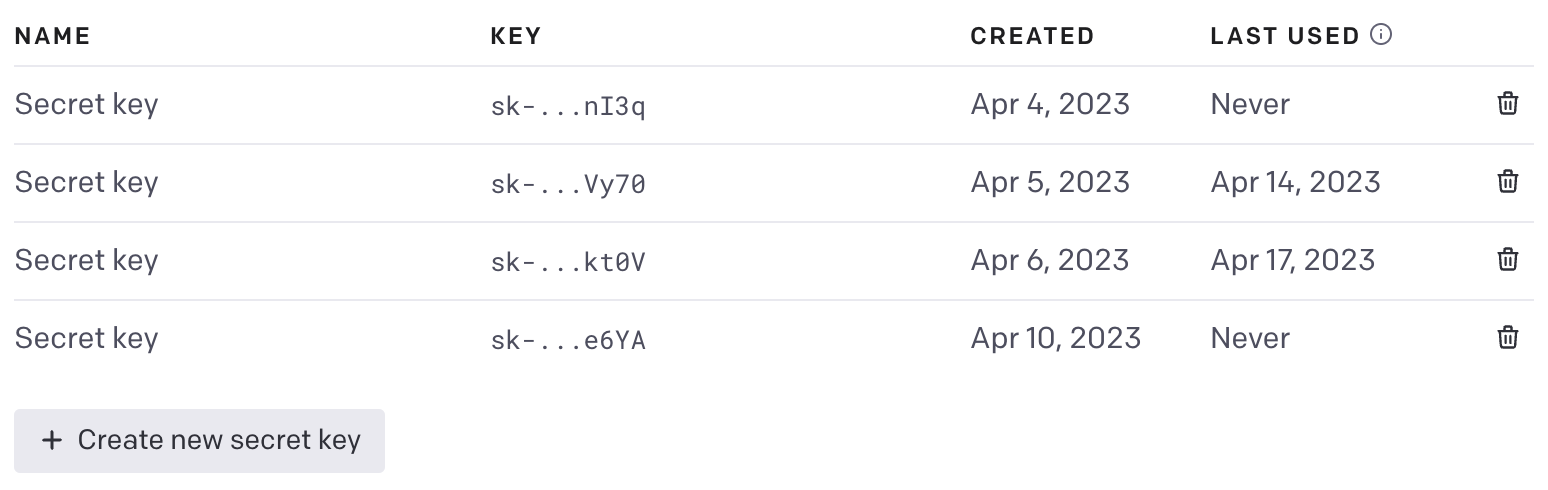 NAME KEY CREATED LAST USED
Secret key sk-...nI3q Apr 4, 2023 Never
Secret key sk-...Vy70 Apr 5, 2023 Apr 14, 2023
Secret key sk-...kt0V Apr 6, 2023 Apr 17, 2023
Secret key sk-...e6YA Apr 10, 2023 Never
+ Create new secret key